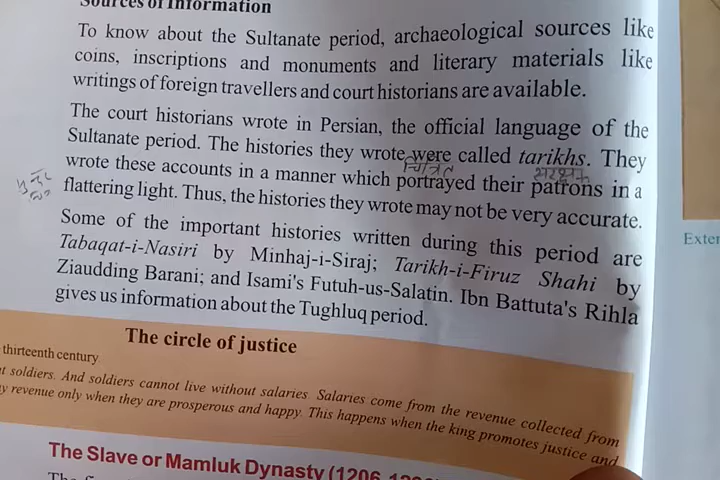 Sources of Information
To know about the Sultanate period, archaeological sources like
coins, inscriptions and monuments and literary materials like
writings of foreign travellers and court historians are available.
The court historians wrote in Persian, the official language of the
Sultanate period. The histories they wrote were called tarikhs. They
चित्रित संरक्षक
wrote these accounts in a manner which portrayed their patrons in a
flattering light. Thus, the histories they wrote may not be very accurate.
Some of the important histories written during this period are
Tabaqat-i-Nasiri by Minhaj-i-Siraj; Tarikh-i-Firuz Shahi by
Ziaudding Barani; and Isami's Futuh-us-Salatin. Ibn Battuta's Rihla
gives us information about the Tughluq period.
The circle of justice
thirteenth century
soldiers. And soldiers cannot live without salaries. Salaries come from the revenue collected from
revenue only when they are prosperous and happy. This happens when the king promotes justice and
The Slave or Mamluk Dynasty (1206-